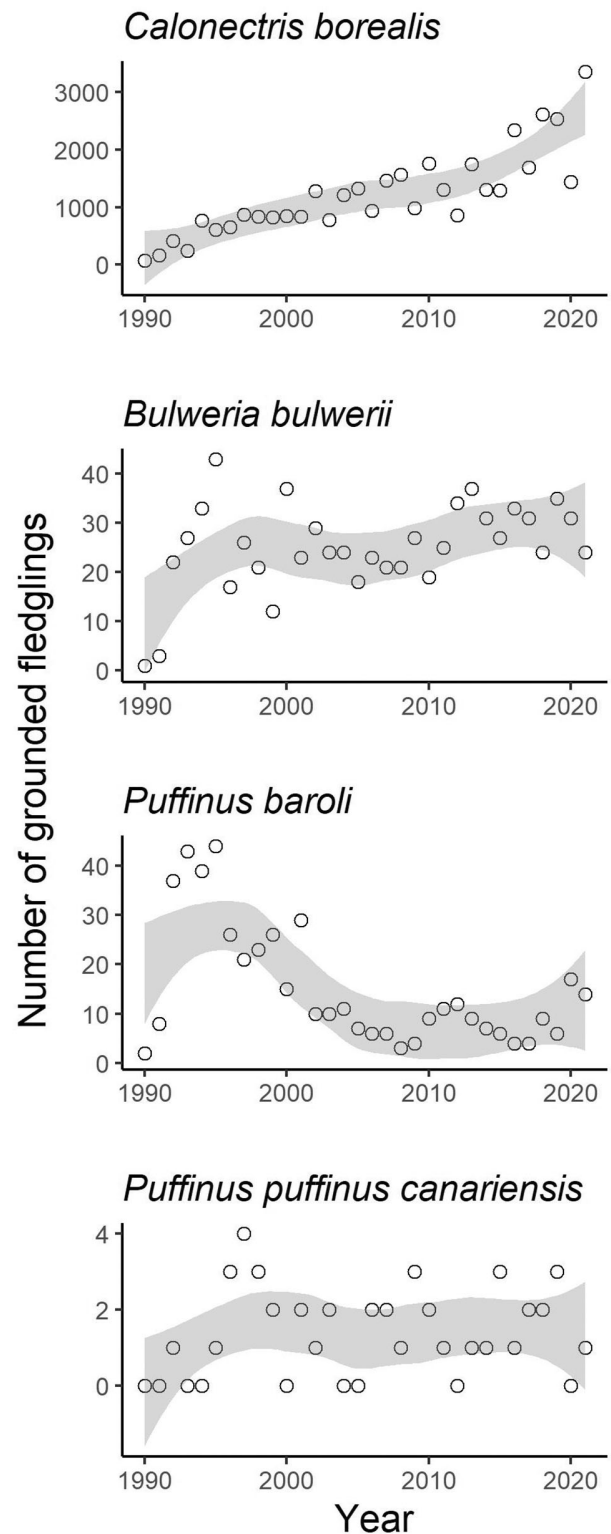 Calonectris borealis
3000
2000
1000
0
1990 2000 2010 2020
Bulweria bulwerii
40
30
20
10
0
1990 2000 2010 2020
Number of grounded fledglings
Puffinus baroli
40
30
20
10
0
1990 2000 2010 2020
Puffinus puffinus canariensis
4
2
0
1990 2000 2010 2020
Year